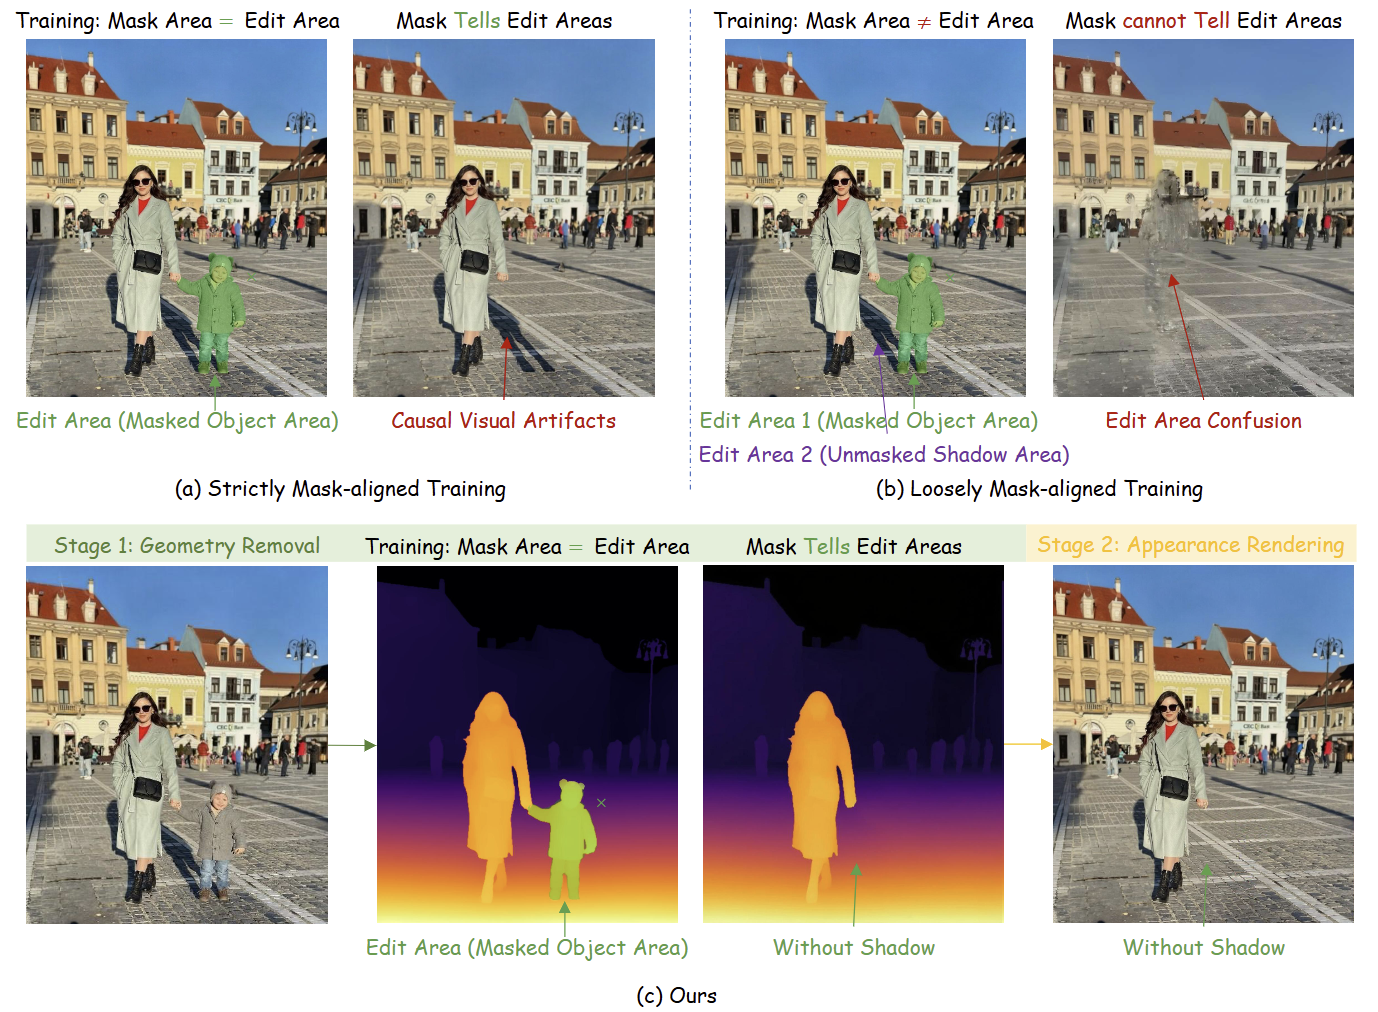 Training: Mask Area = Edit Area
Mask Tells Edit Areas
Edit Area (Masked Object Area)
Causal Visual Artifacts
(a) Strictly Mask-aligned Training
Training: Mask Area ≠ Edit Area
Mask cannot Tell Edit Areas
Edit Area 1 (Masked Object Area)
Edit Area 2 (Unmasked Shadow Area)
Edit Area Confusion
(b) Loosely Mask-aligned Training
Stage 1: Geometry Removal
Training: Mask Area = Edit Area
Mask Tells Edit Areas
Stage 2: Appearance Rendering
Edit Area (Masked Object Area)
Without Shadow
Without Shadow
(c) Ours